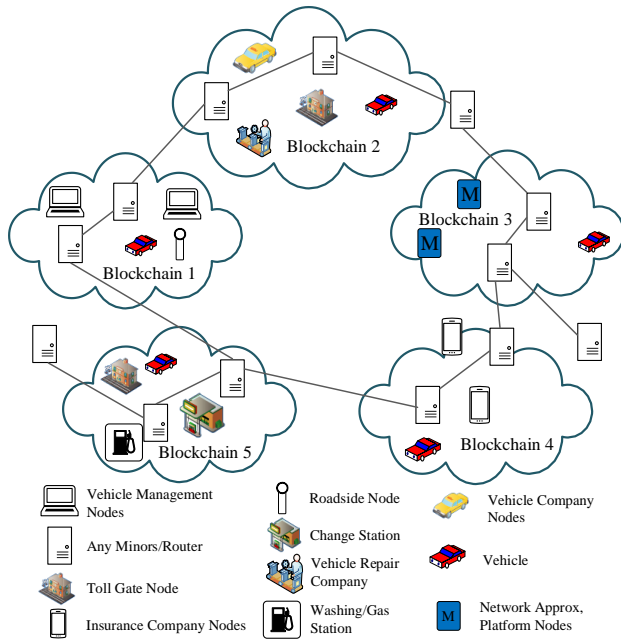 Blockchain 2
M
Blockchain 3
M
Blockchain 1
Blockchain 5
Blockchain 4
Vehicle Management
Nodes
Roadside Node
Vehicle Company
Nodes
Any Minors/Router
Change Station
Vehicle Repair
Company
Vehicle
Toll Gate Node
Insurance Company Nodes
Washing/Gas
Station
M
Network Approx,
Platform Nodes